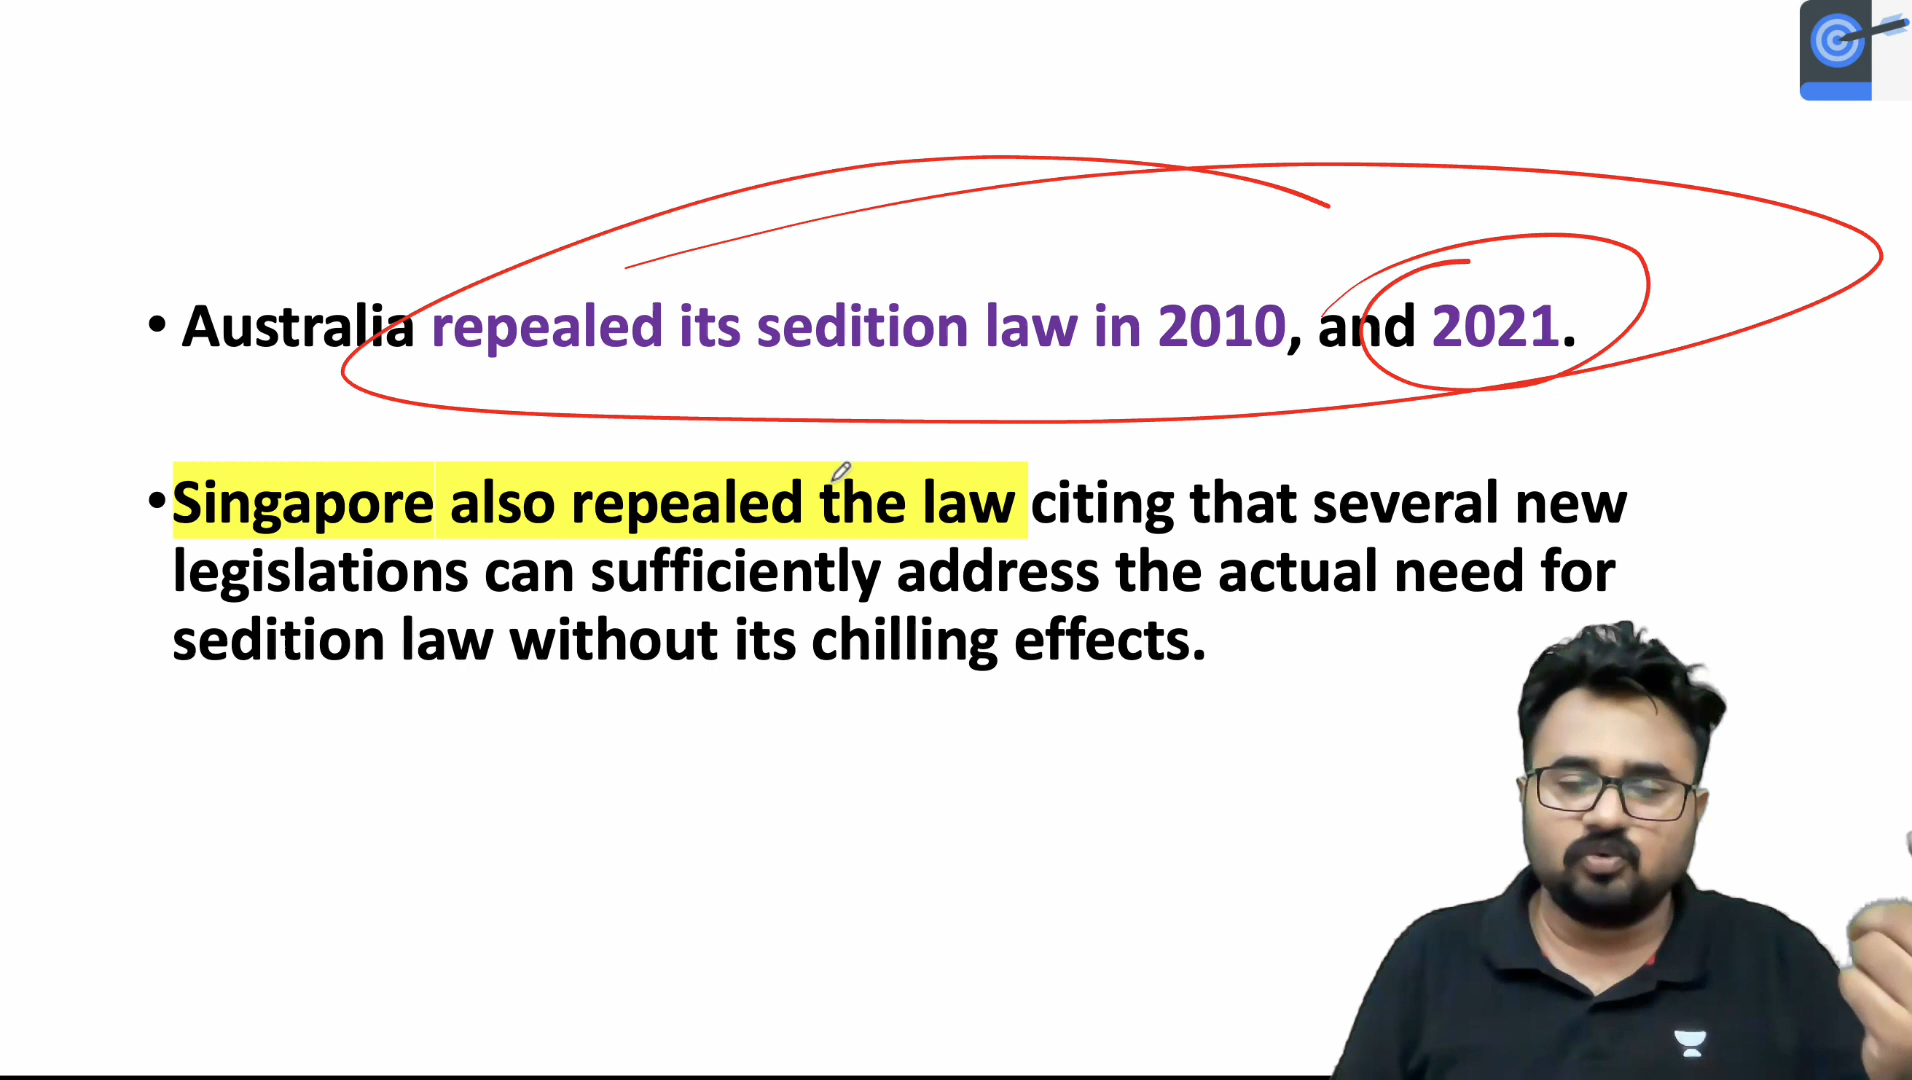 • Australia repealed its sedition law in 2010, and 2021.
•Singapore also repealed the law citing that several new
legislations can sufficiently address the actual need for
sedition law without its chilling effects.